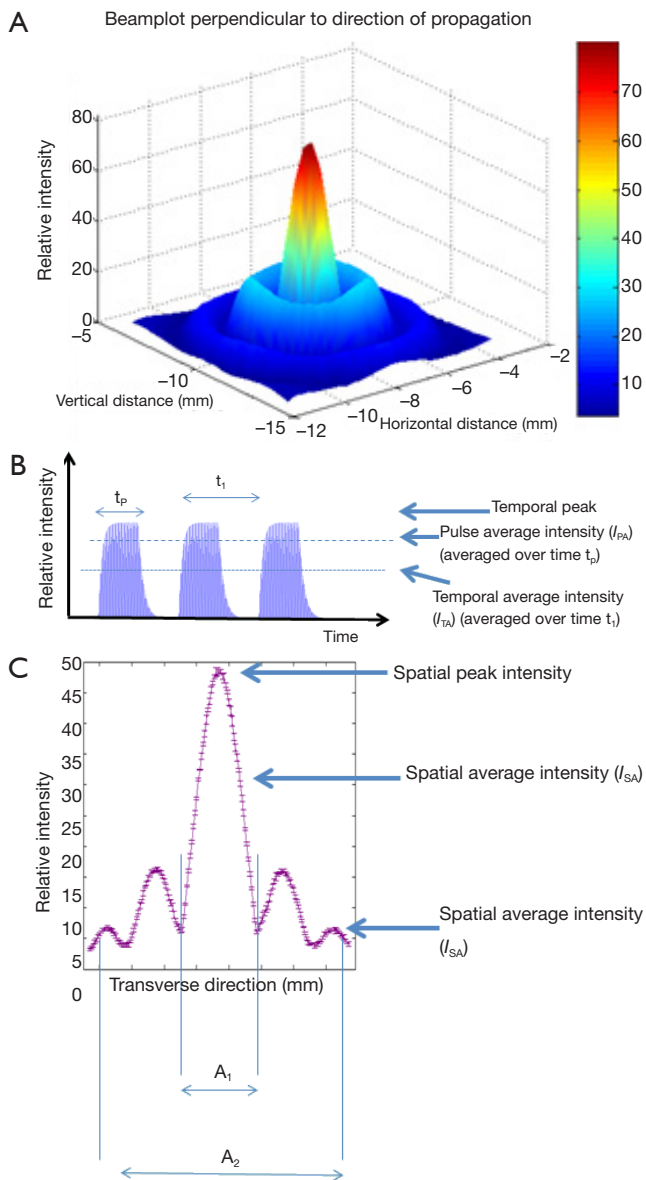 A
Beamplot perpendicular to direction of propagation
Relative intensity
80
60
40
20
0
−5
−10
−15
Vertical distance (mm)
−12
−10
−8
−6
−4
−2
Horizontal distance (mm)
70
60
50
40
30
20
10
B
Relative intensity
tP
t1
Time
Temporal peak
Pulse average intensity (IPA)
(averaged over time tp)
Temporal average intensity
(ITA) (averaged over time t1)
C
Relative intensity
50
45
40
35
30
25
20
15
10
5
0
Transverse direction (mm)
Spatial peak intensity
Spatial average intensity (ISA)
Spatial average intensity
(ISA)
A1
A2